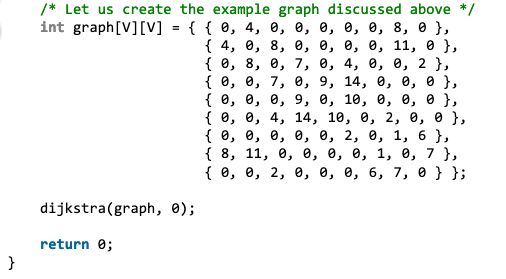 /* Let us create the example graph discussed above */
int graph[V][V] = { { 0, 4, 0, 0, 0, 0, 0, 8, 0 },
{ 4, 0, 8, 0, 0, 0, 0, 11, 0 },
{ 0, 8, 0, 7, 0, 4, 0, 0, 2 },
{ 0, 0, 7, 0, 9, 14, 0, 0, 0 },
{ 0, 0, 0, 9, 0, 10, 0, 0, 0 },
{ 0, 0, 4, 14, 10, 0, 2, 0, 0 },
{ 0, 0, 0, 0, 0, 2, 0, 1, 6 },
{ 8, 11, 0, 0, 0, 0, 1, 0, 7 },
{ 0, 0, 2, 0, 0, 0, 6, 7, 0 } };
dijkstra(graph, 0);
return 0;
}